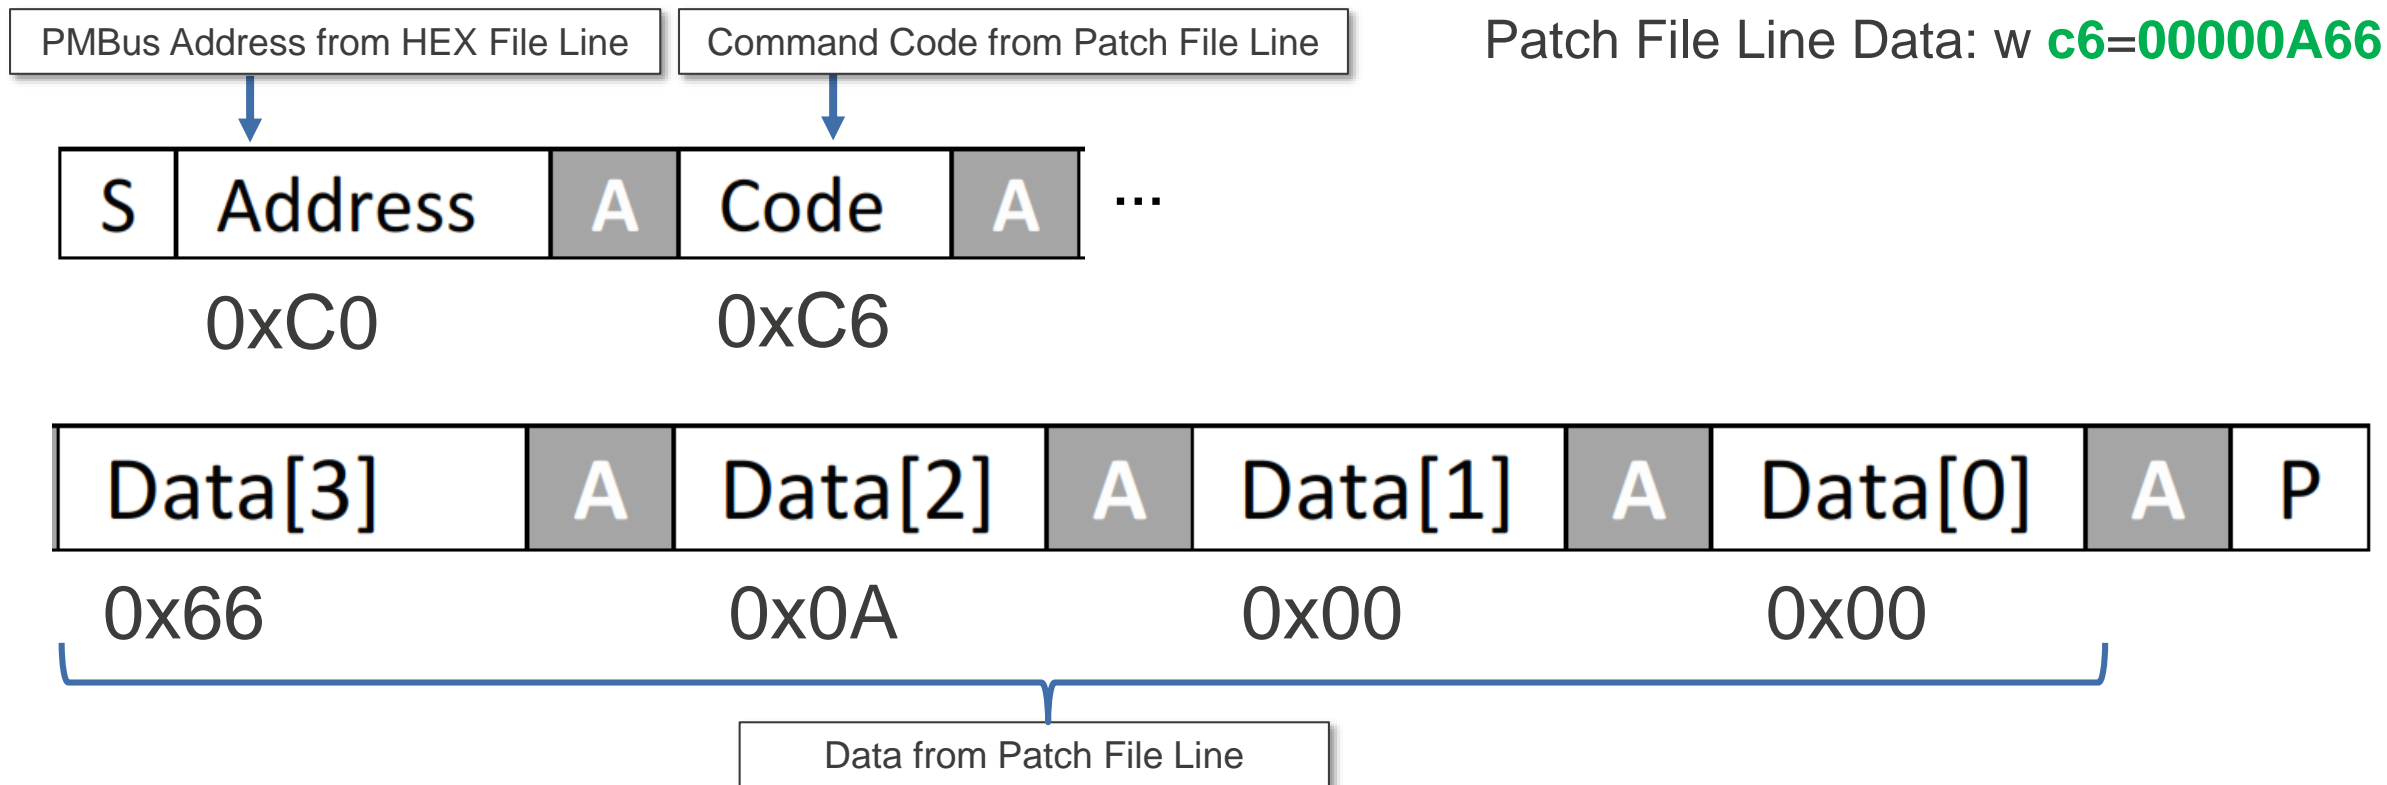 PMBus Address from HEX File Line
Command Code from Patch File Line
Patch File Line Data: w c6=00000A66
S Address A Code A ...
0xC0 0xC6
Data[3] A Data[2] A Data[1] A Data[0] A P
0x66 0x0A 0x00 0x00
Data from Patch File Line